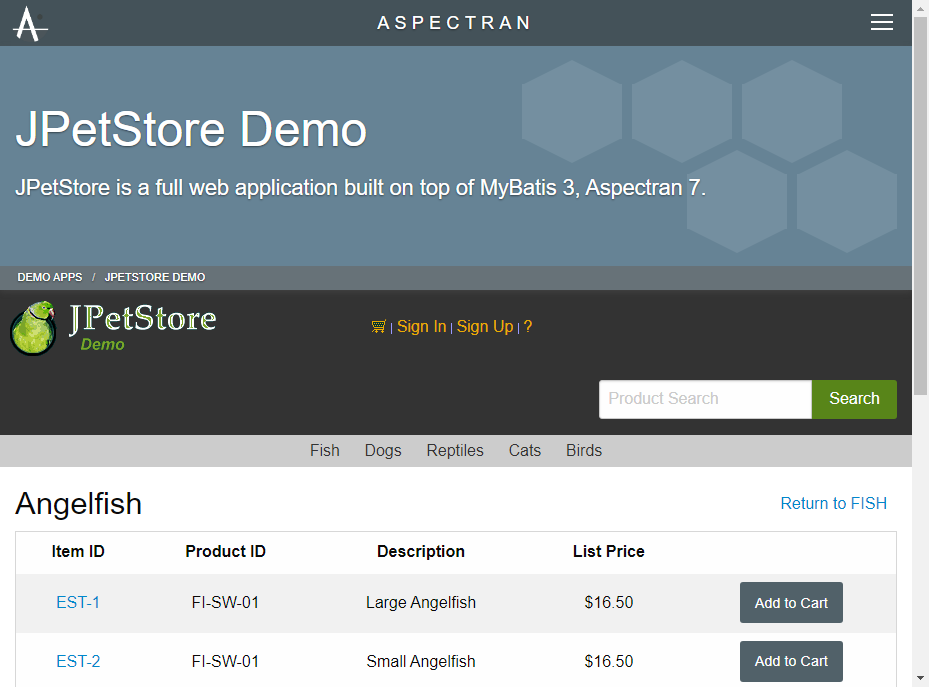 ASPECTRAN
JPetStore Demo
JPetStore is a full web application built on top of MyBatis 3, Aspectran 7.
DEMO APPS / JPETSTORE DEMO
JPetStore
Demo
| Sign In | Sign Up | ?
Product Search Search
Fish Dogs Reptiles Cats Birds
Angelfish Return to FISH
Item ID Product ID Description List Price
EST-1 FI-SW-01 Large Angelfish $16.50 Add to Cart
EST-2 FI-SW-01 Small Angelfish $16.50 Add to Cart